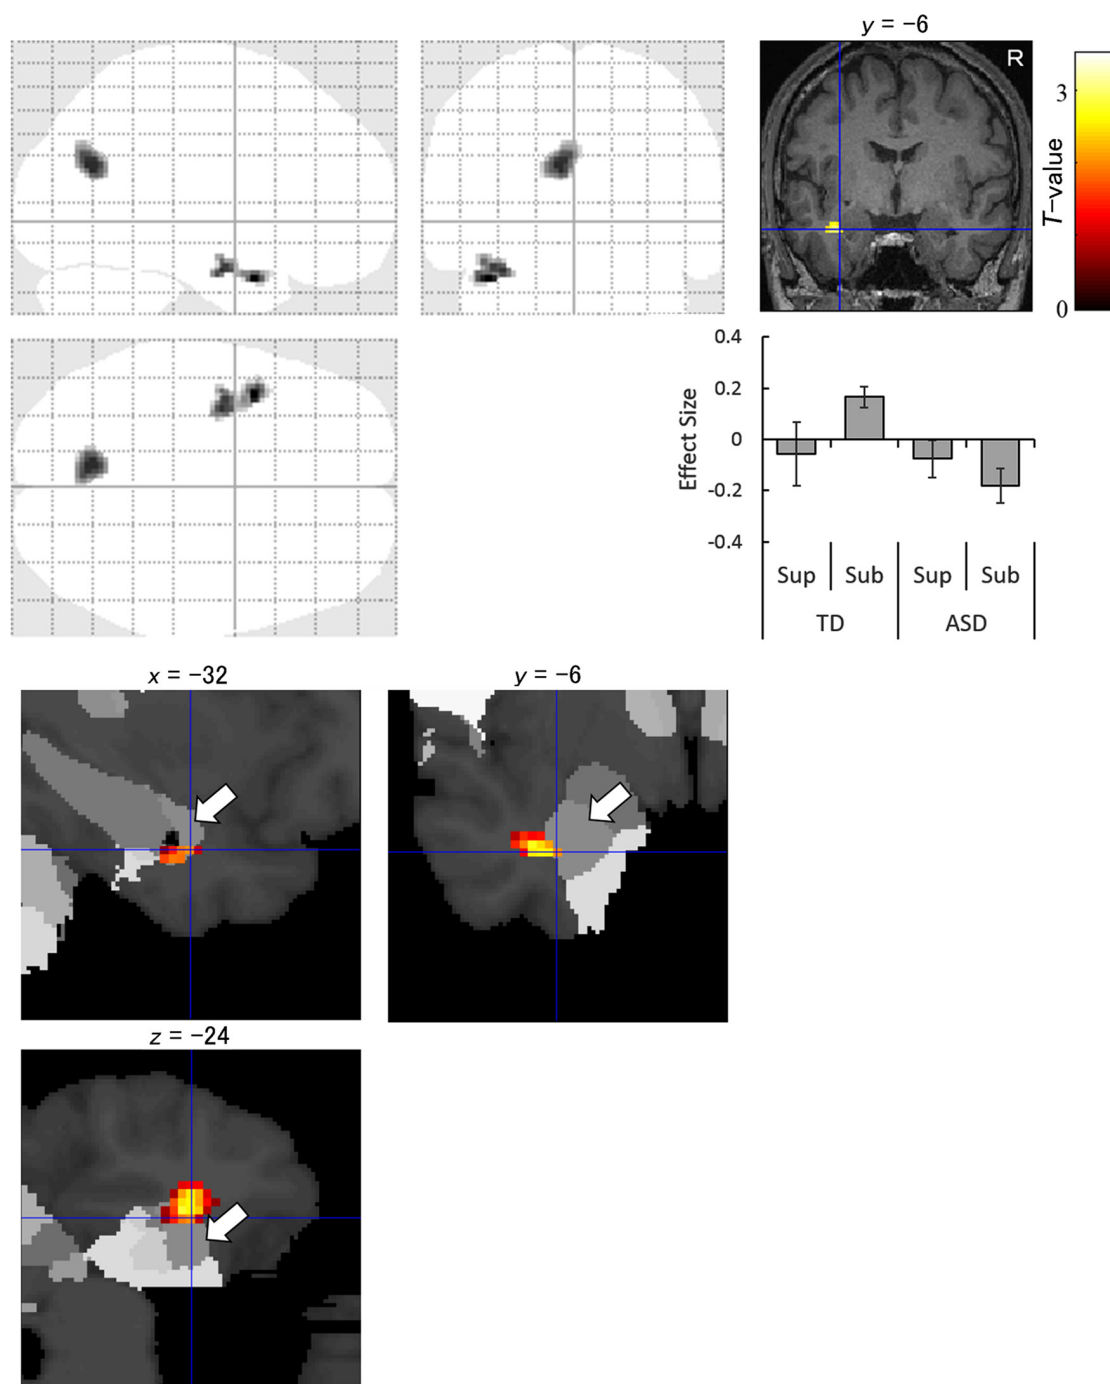 y = −6
R
3
T−value
0
0.4
0.2
0
-0.2
-0.4
Effect Size
Sup Sub Sup Sub
TD ASD
x = −32
y = −6
z = −24